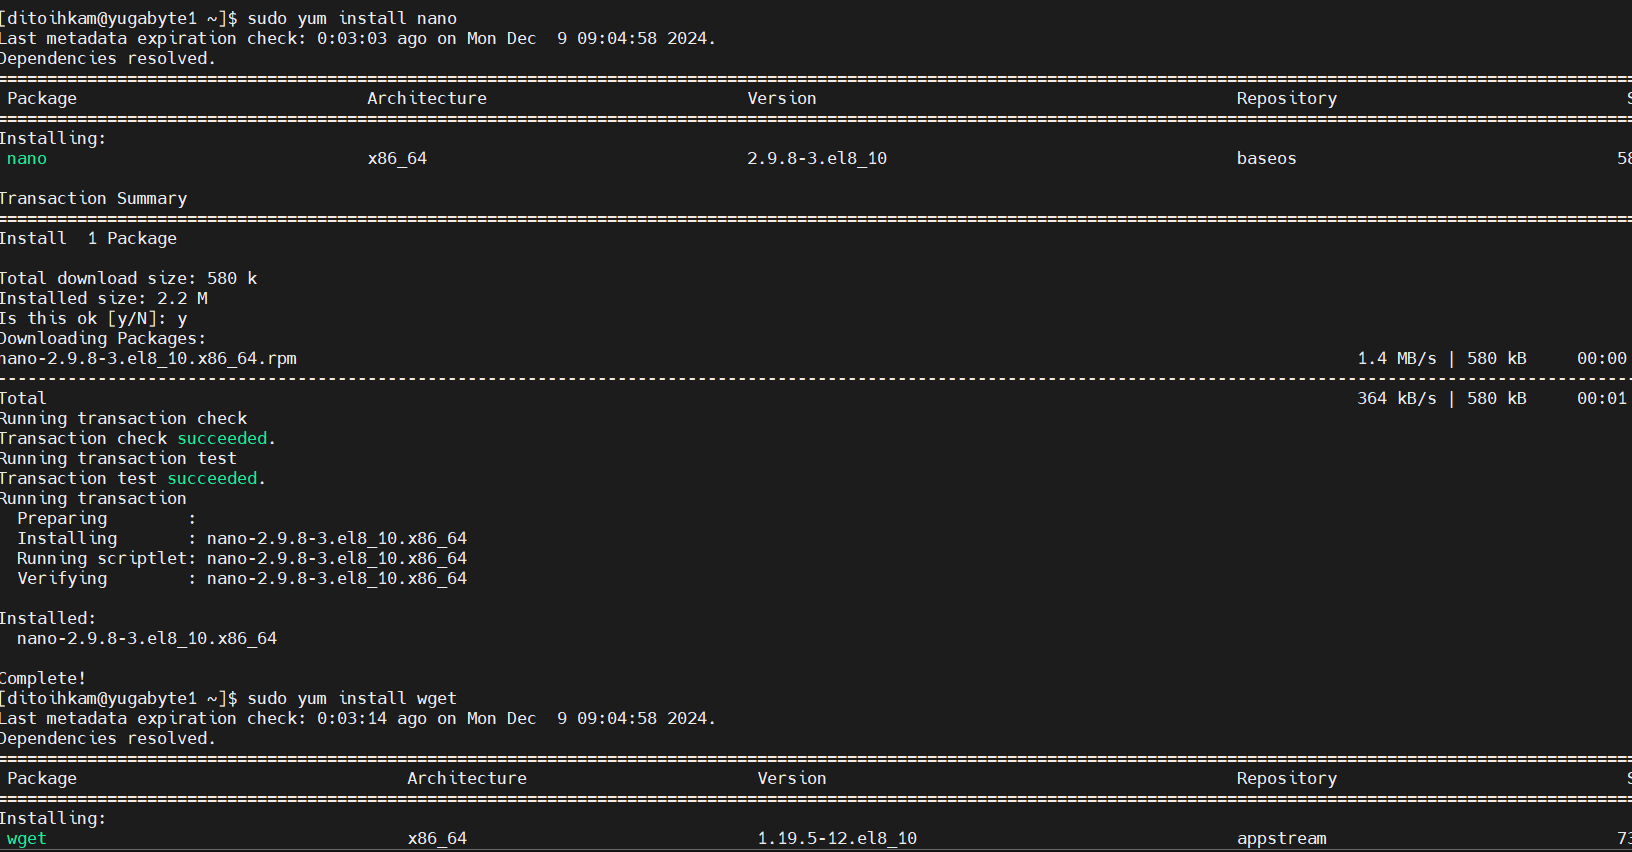 [ditoihkam@yugabyte1 ~]$ sudo yum install nano
Last metadata expiration check: 0:03:03 ago on Mon Dec  9 09:04:58 2024.
Dependencies resolved.
Package Architecture Version Repository
Installing:
nano x86_64 2.9.8-3.el8_10 baseos 58
Transaction Summary
Install  1 Package
Total download size: 580 k
Installed size: 2.2 M
Is this ok [y/N]: y
Downloading Packages:
nano-2.9.8-3.el8_10.x86_64.rpm 1.4 MB/s | 580 kB 00:00
Total 364 kB/s | 580 kB 00:01
Running transaction check
Transaction check succeeded.
Running transaction test
Transaction test succeeded.
Running transaction
Preparing :
Installing : nano-2.9.8-3.el8_10.x86_64
Running scriptlet: nano-2.9.8-3.el8_10.x86_64
Verifying : nano-2.9.8-3.el8_10.x86_64
Installed:
nano-2.9.8-3.el8_10.x86_64
Complete!
[ditoihkam@yugabyte1 ~]$ sudo yum install wget
Last metadata expiration check: 0:03:14 ago on Mon Dec  9 09:04:58 2024.
Dependencies resolved.
Package Architecture Version Repository
Installing:
wget x86_64 1.19.5-12.el8_10 appstream 73